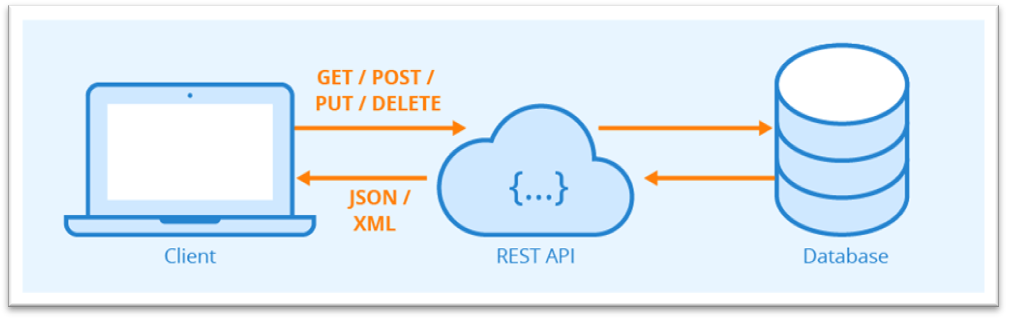 GET / POST /
PUT / DELETE
{...}
JSON /
XML
Client
REST API
Database